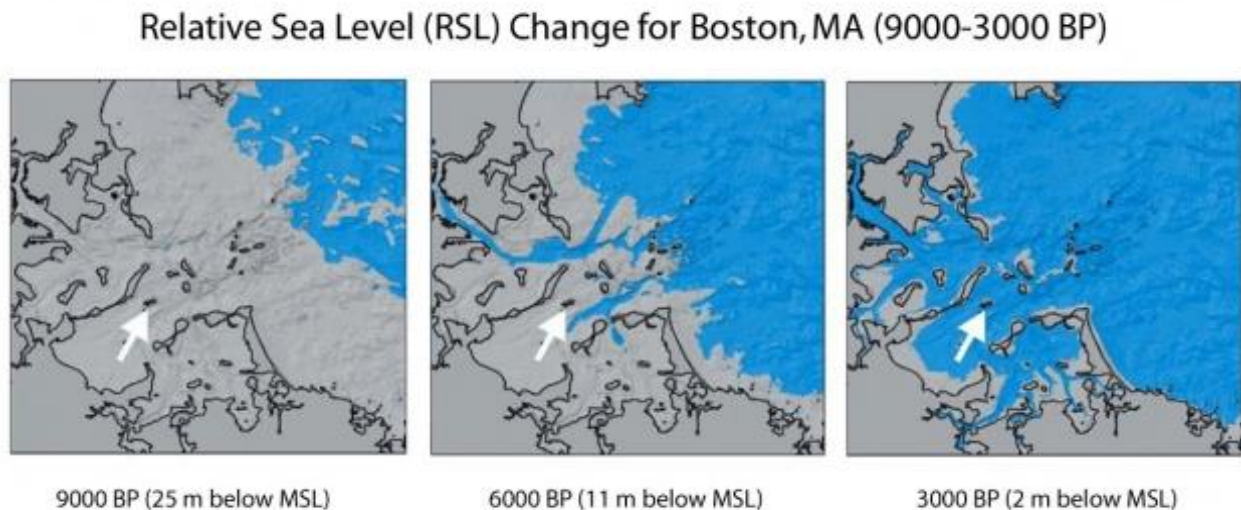 Relative Sea Level (RSL) Change for Boston, MA (9000-3000 BP)
9000 BP (25 m below MSL)
6000 BP (11 m below MSL)
3000 BP (2 m below MSL)